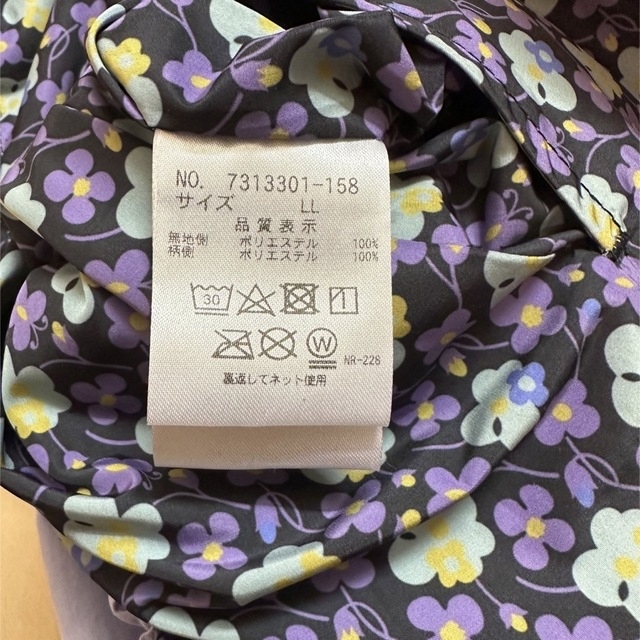 NO. 7313301-158
サイズ LL
品質表示
無地側 ポリエステル 100%
柄側 ポリエステル 100%
30
W
NR-228
裏返してネット使用